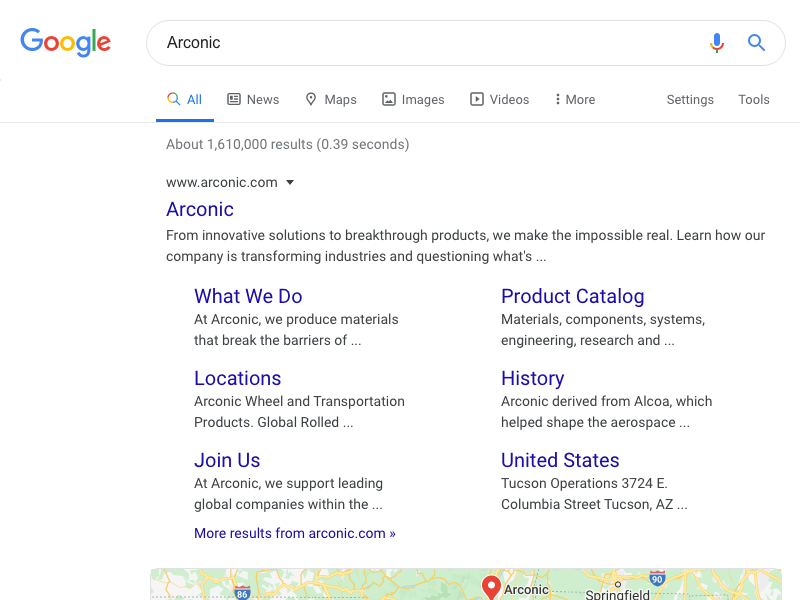 Google
Arconic
All News Maps Images Videos More Settings Tools
About 1,610,000 results (0.39 seconds)
www.arconic.com
Arconic
From innovative solutions to breakthrough products, we make the impossible real. Learn how our
company is transforming industries and questioning what's ...
What We Do
At Arconic, we produce materials
that break the barriers of ...
Product Catalog
Materials, components, systems,
engineering, research and ...
Locations
Arconic Wheel and Transportation
Products. Global Rolled ...
History
Arconic derived from Alcoa, which
helped shape the aerospace ...
Join Us
At Arconic, we support leading
global companies within the ...
United States
Tucson Operations 3724 E.
Columbia Street Tucson, AZ ...
More results from arconic.com »
86 Arconic 90
Springfield